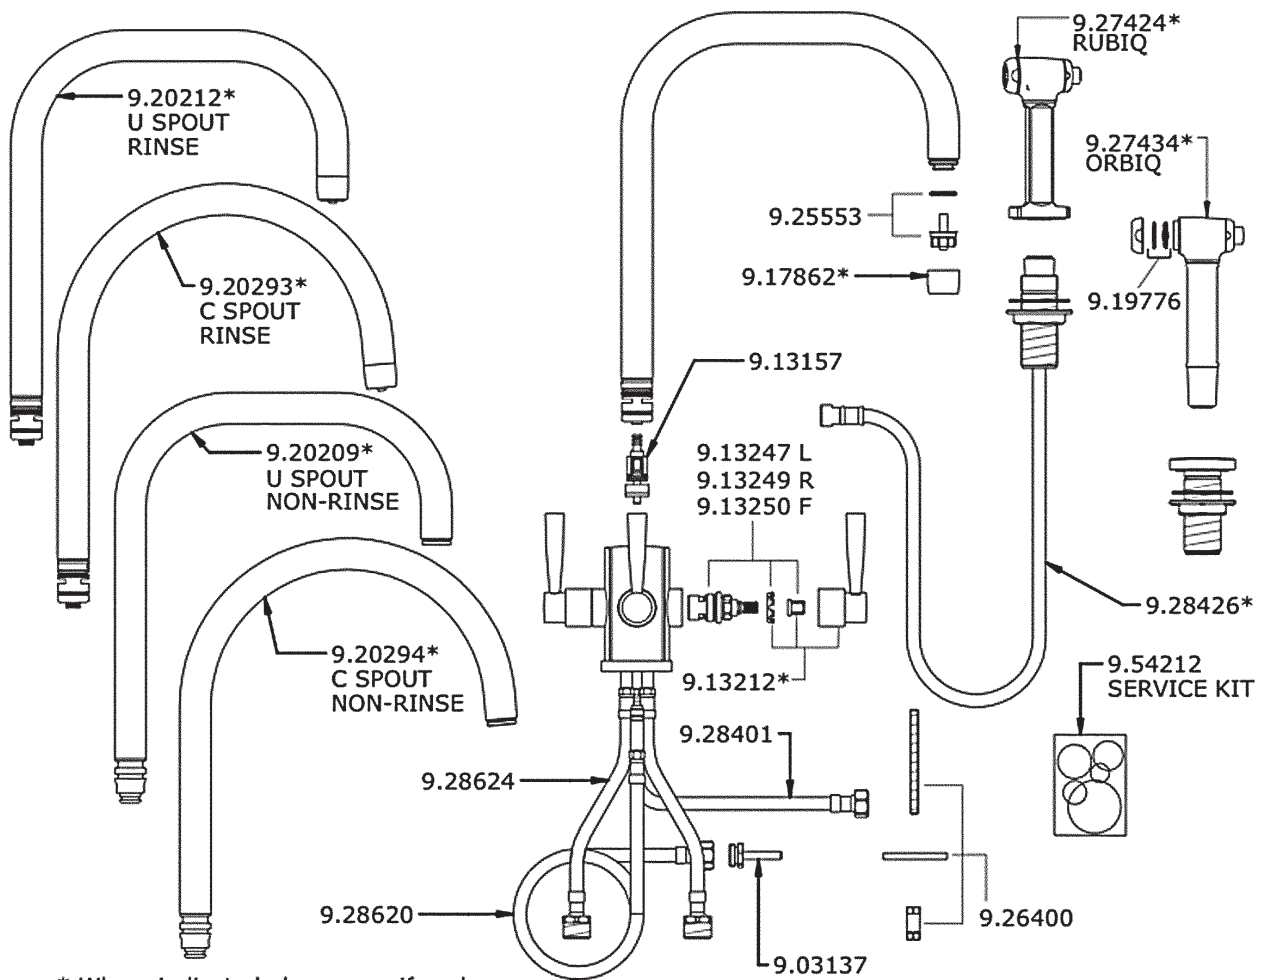 9.20212*
U SPOUT
RINSE
9.20293*
C SPOUT
RINSE
9.20209*
U SPOUT
NON-RINSE
9.20294*
C SPOUT
NON-RINSE
9.27424*
RUBIQ
9.27434*
ORBIQ
9.25553
9.17862*
9.19776
9.13157
9.13247 L
9.13249 R
9.13250 F
9.28426*
9.13212*
9.54212
SERVICE KIT
9.28401
9.28624
9.28620
9.26400
9.03137